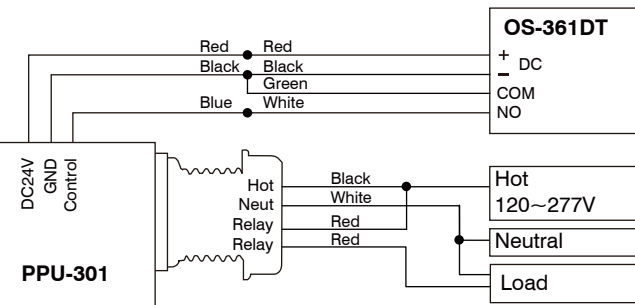 OS-361DT
Red Red
+
DC
Black Black
−
Green
COM
Blue White
NO
DC24V
GND
Control
PPU-301
Hot
Neut
Relay
Relay
Black
White
Red
Red
Hot
120~277V
Neutral
Load